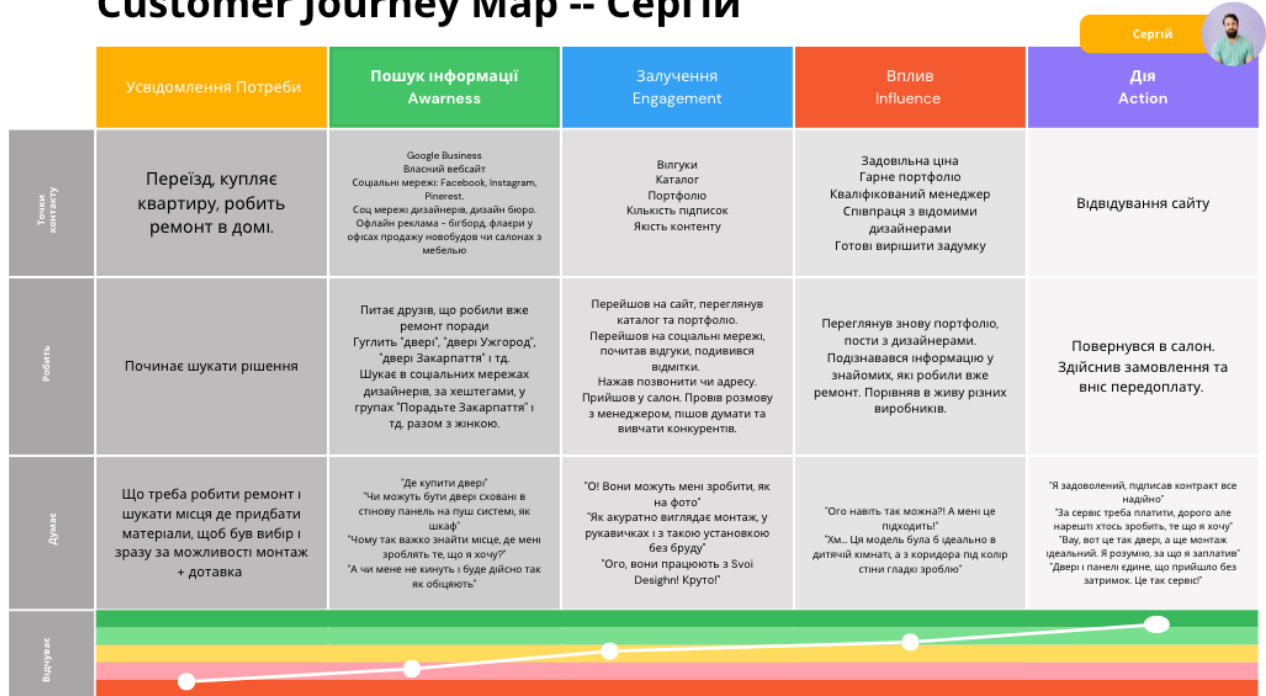 Customer Journey Map -- Сергій
Сергій
Усвідомлення Потреби
Пошук інформації
Awarness
Залучення
Engagement
Вплив
Influence
Дія
Action
Точки
контакту
Переїзд, купляє
квартиру, робить
ремонт в домі.
Google Business
Власний вебсайт
Соціальні мережі: Facebook, Instagram,
Pinerest.
Соц мережі дизайнерів, дизайн бюро.
Офлайн реклама – бігборд, флаєри у
офісах продажу новобудов чи салонах з
мебелью
Вілгуки
Каталог
Портфоліо
Кількість підписок
Якість контенту
Задовільна ціна
Гарне портфоліо
Кваліфікований менеджер
Співпраця з відомими
дизайнерами
Готові вирішити задумку
Відвідування сайту
Робить
Починає шукати рішення
Питає друзів, що робили вже
ремонт поради
Гуглить "двері", "двері Ужгород",
"двері Закарпаття" і тд.
Шукає в соціальних мережах
дизайнерів, за хештегами, у
групах "Порадьте Закарпаття" і
тд. разом з жінкою.
Перейшов на сайт, переглянув
каталог та портфоліо.
Перейшов на соціальні мережі,
почитав відгуки, подивився
відмітки.
Нажав позвонити чи адресу.
Прийшов у салон. Провів розмову
з менеджером, пішов думати та
вивчати конкурентів.
Переглянув знову портфоліо,
пости з дизайнерами.
Подізнавався інформацію у
знайомих, які робили вже
ремонт. Порівняв в живу різних
виробників.
Повернувся в салон.
Здійснив замовлення та
вніс передоплату.
Думає
Що треба робити ремонт і
шукати місця де придбати
матеріали, щоб був вибір і
зразу за можливості монтаж
+ дотавка
"Де купити двері"
"Чи можуть бути двері сховані в
стінову панель на пуш системі, як
шкаф"
"Чому так важко знайти місце, де мені
зроблять те, що я хочу?"
"А чи мене не кинуть і буде дійсно так
як обіцяють"
"О! Вони можуть мені зробити, як
на фото"
"Як акуратно виглядає монтаж, у
рукавичках і з такою установкою
без бруду"
"Ого, вони працюють з Svoi
Desighn! Круто!"
"Ого навіть так можна?! А мені це
підходить!"
"Хм... Ця модель була б ідеально в
дитячій кімнаті, а з коридора під колір
стіни гладкі зроблю"
"Я задоволений, підписав контракт все
надійно"
"За сервіс треба платити, дорого але
нарешті хтось зробить, те що я хочу"
"Вау, вот це так двері, а ще монтаж
ідеальний. Я розумію, за що я заплатив"
"Двері і панелі єдине, що прийшло без
затримок. Це так сервіс!"
Відчуває